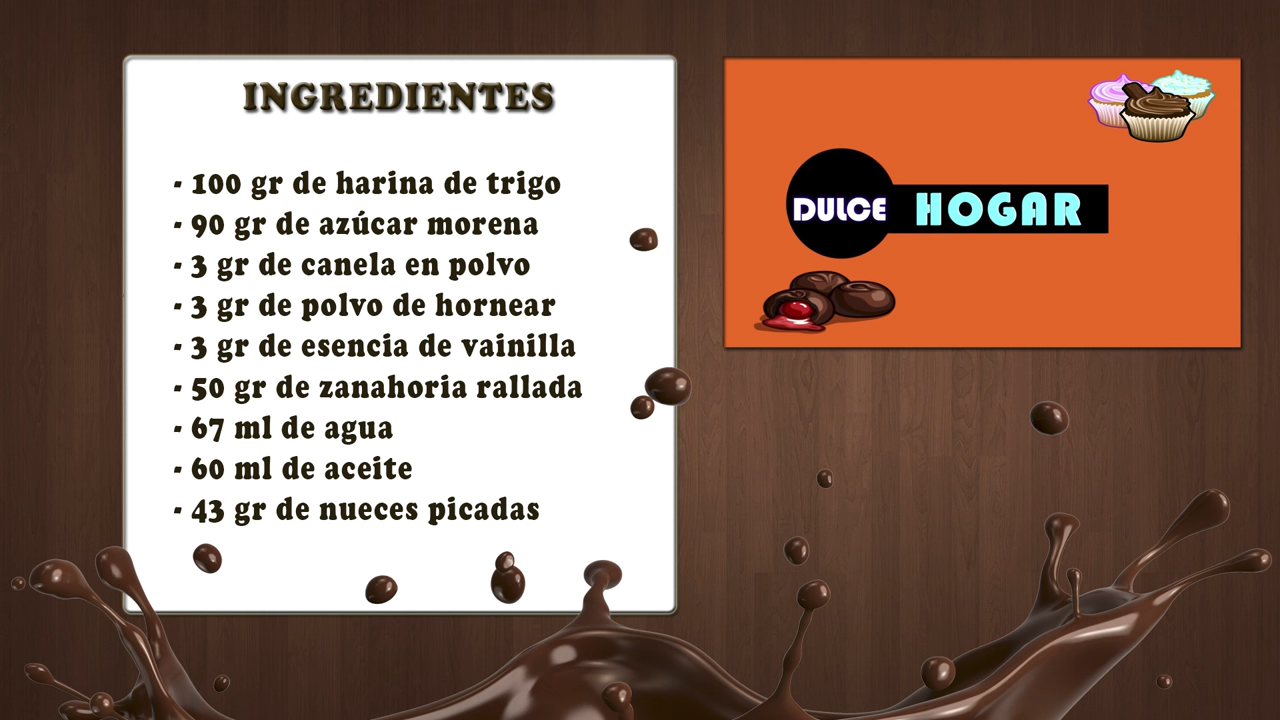 INGREDIENTES
- 100 gr de harina de trigo
- 90 gr de azúcar morena
- 3 gr de canela en polvo
- 3 gr de polvo de hornear
- 3 gr de esencia de vainilla
- 50 gr de zanahoria rallada
- 67 ml de agua
- 60 ml de aceite
- 43 gr de nueces picadas
DULCE HOGAR